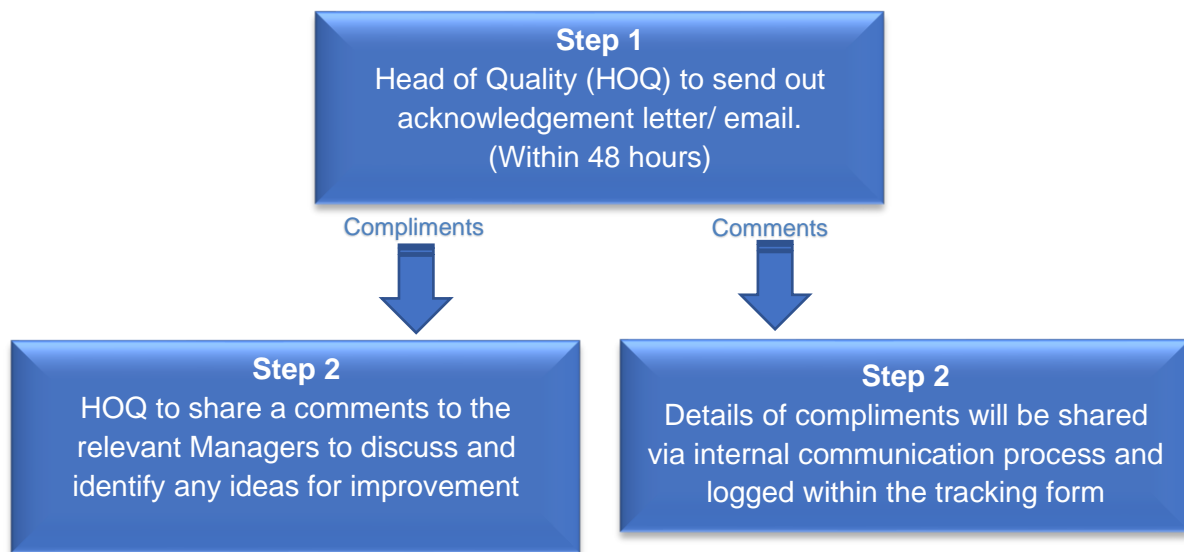 Step 1
Head of Quality (HOQ) to send out
acknowledgement letter/ email.
(Within 48 hours)
Compliments
Comments
Step 2
HOQ to share a comments to the
relevant Managers to discuss and
identify any ideas for improvement
Step 2
Details of compliments will be shared
via internal communication process and
logged within the tracking form